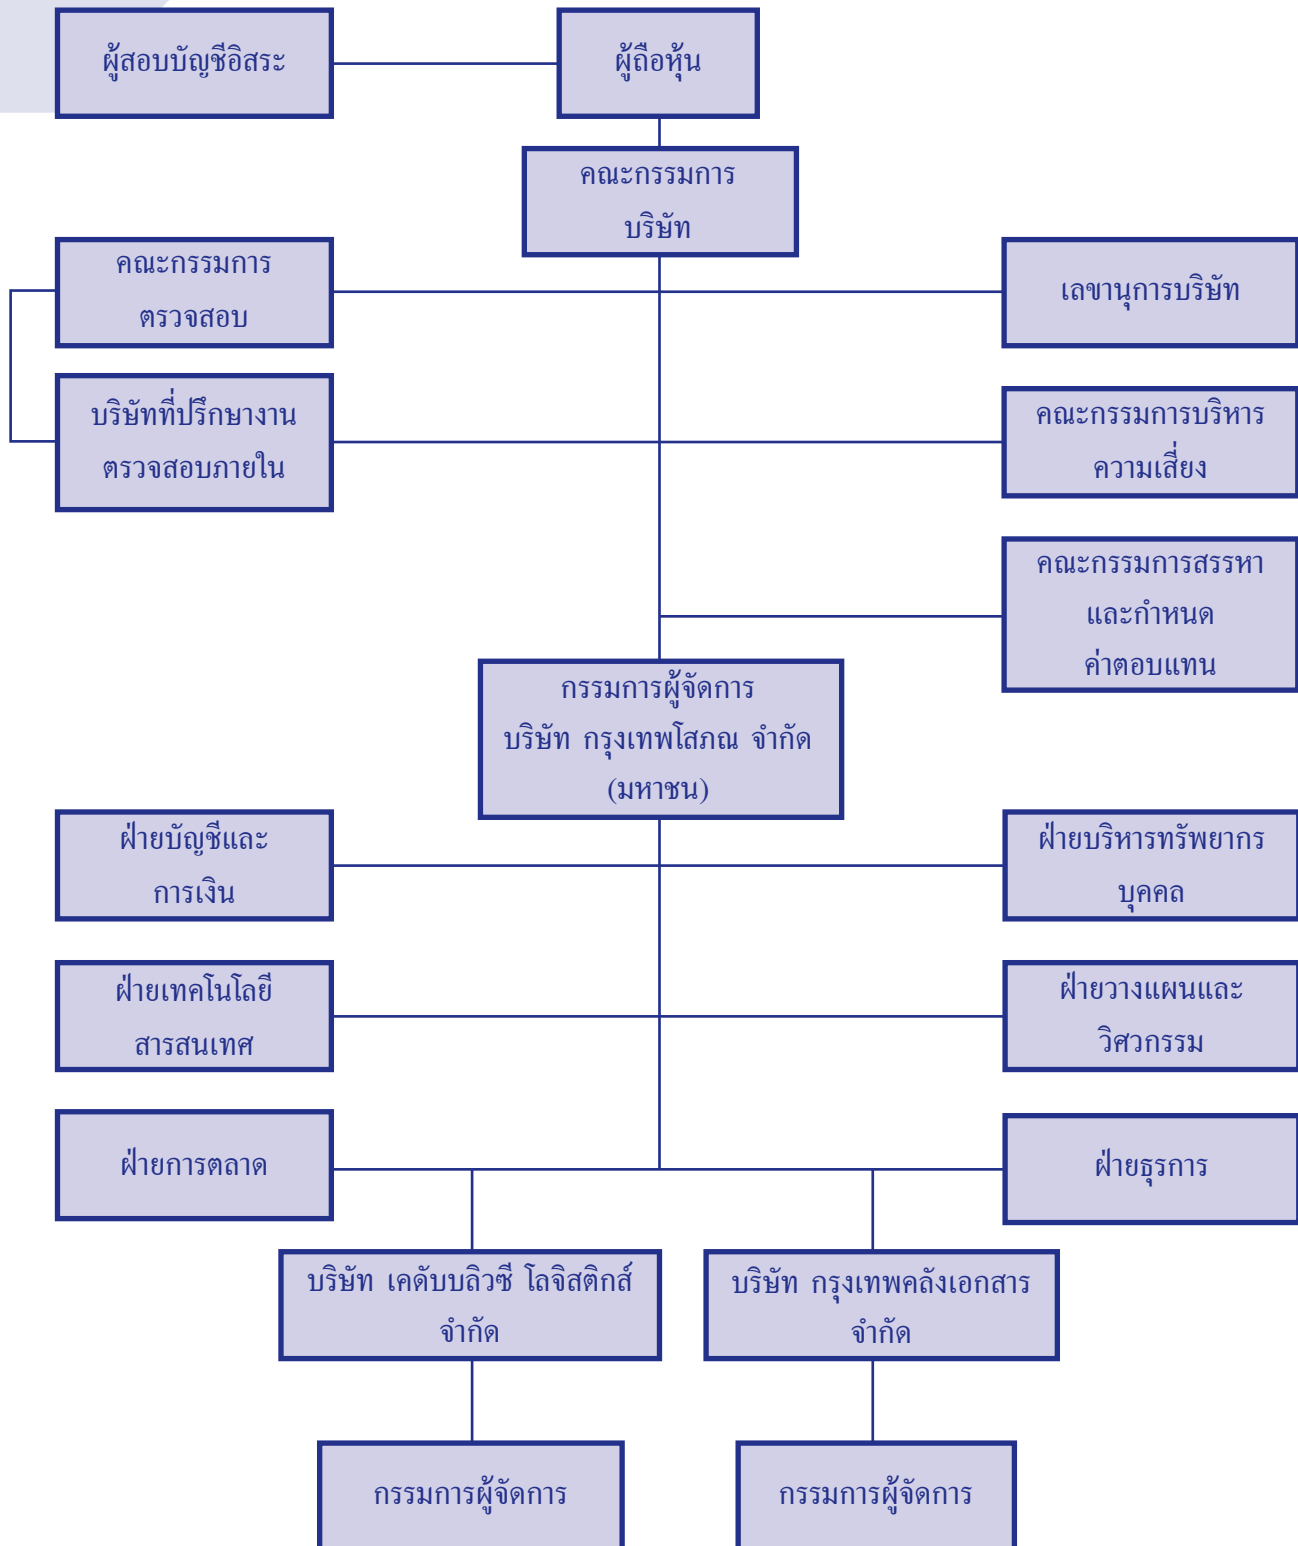 ผู้สอบบัญชีอิสระ
ผู้ถือหุ้น
คณะกรรมการ
บริษัท
คณะกรรมการ
ตรวจสอบ
เลขานุการบริษัท
บริษัทที่ปรึกษางาน
ตรวจสอบภายใน
คณะกรรมการบริหาร
ความเสี่ยง
คณะกรรมการสรรหา
และกำหนด
ค่าตอบแทน
กรรมการผู้จัดการ
บริษัท กรุงเทพโสภณ จำกัด
(มหาชน)
ฝ่ายบัญชีและ
การเงิน
ฝ่ายบริหารทรัพยากร
บุคคล
ฝ่ายเทคโนโลยี
สารสนเทศ
ฝ่ายวางแผนและ
วิศวกรรม
ฝ่ายการตลาด
ฝ่ายธุรการ
บริษัท เคดับบลิวซี โลจิสติกส์
จำกัด
บริษัท กรุงเทพคลังเอกสาร
จำกัด
กรรมการผู้จัดการ
กรรมการผู้จัดการ